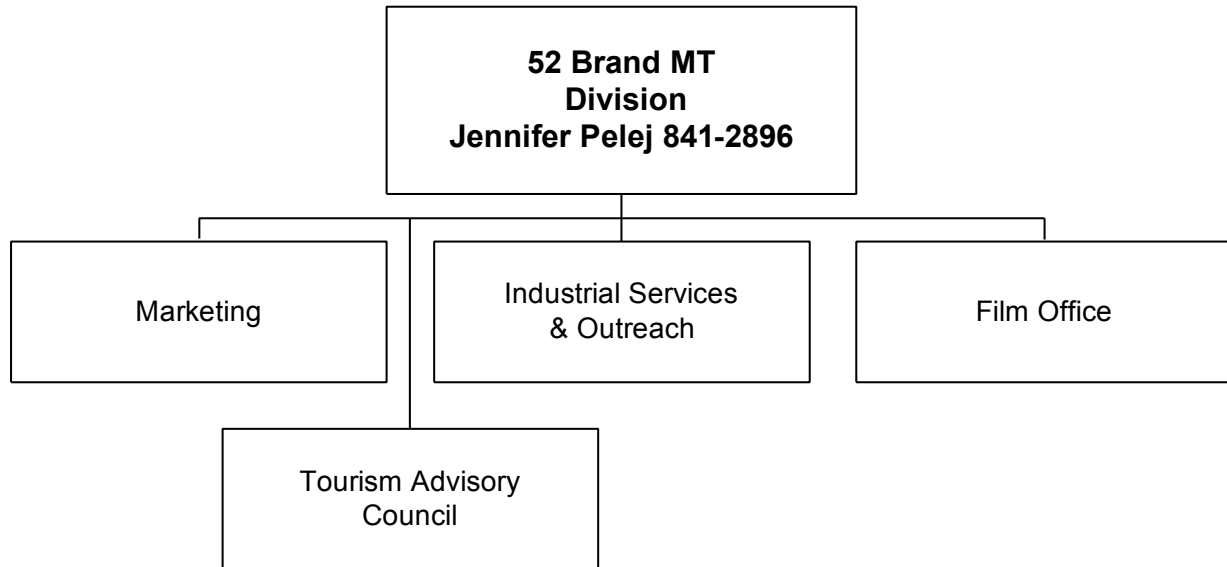 52 Brand MT
Division
Jennifer Pelej 841-2896
Marketing
Industrial Services
& Outreach
Film Office
Tourism Advisory
Council